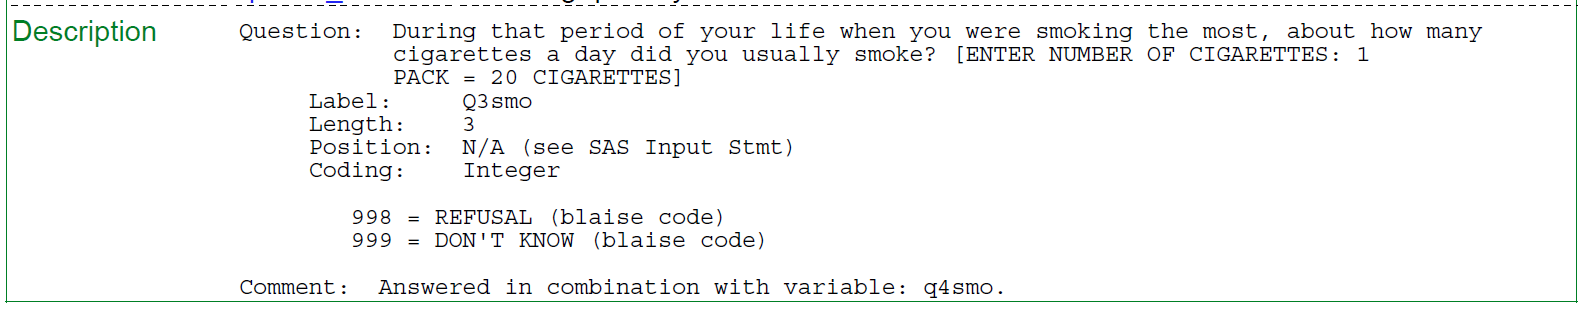 Description
Question: During that period of your life when you were smoking the most, about how many
cigarettes a day did you usually smoke? [ENTER NUMBER OF CIGARETTES: 1
PACK = 20 CIGARETTES]
Label: Q3smo
Length: 3
Position: N/A (see SAS Input Stmt)
Coding: Integer
998 = REFUSAL (blaise code)
999 = DON'T KNOW (blaise code)
Comment: Answered in combination with variable: q4smo.